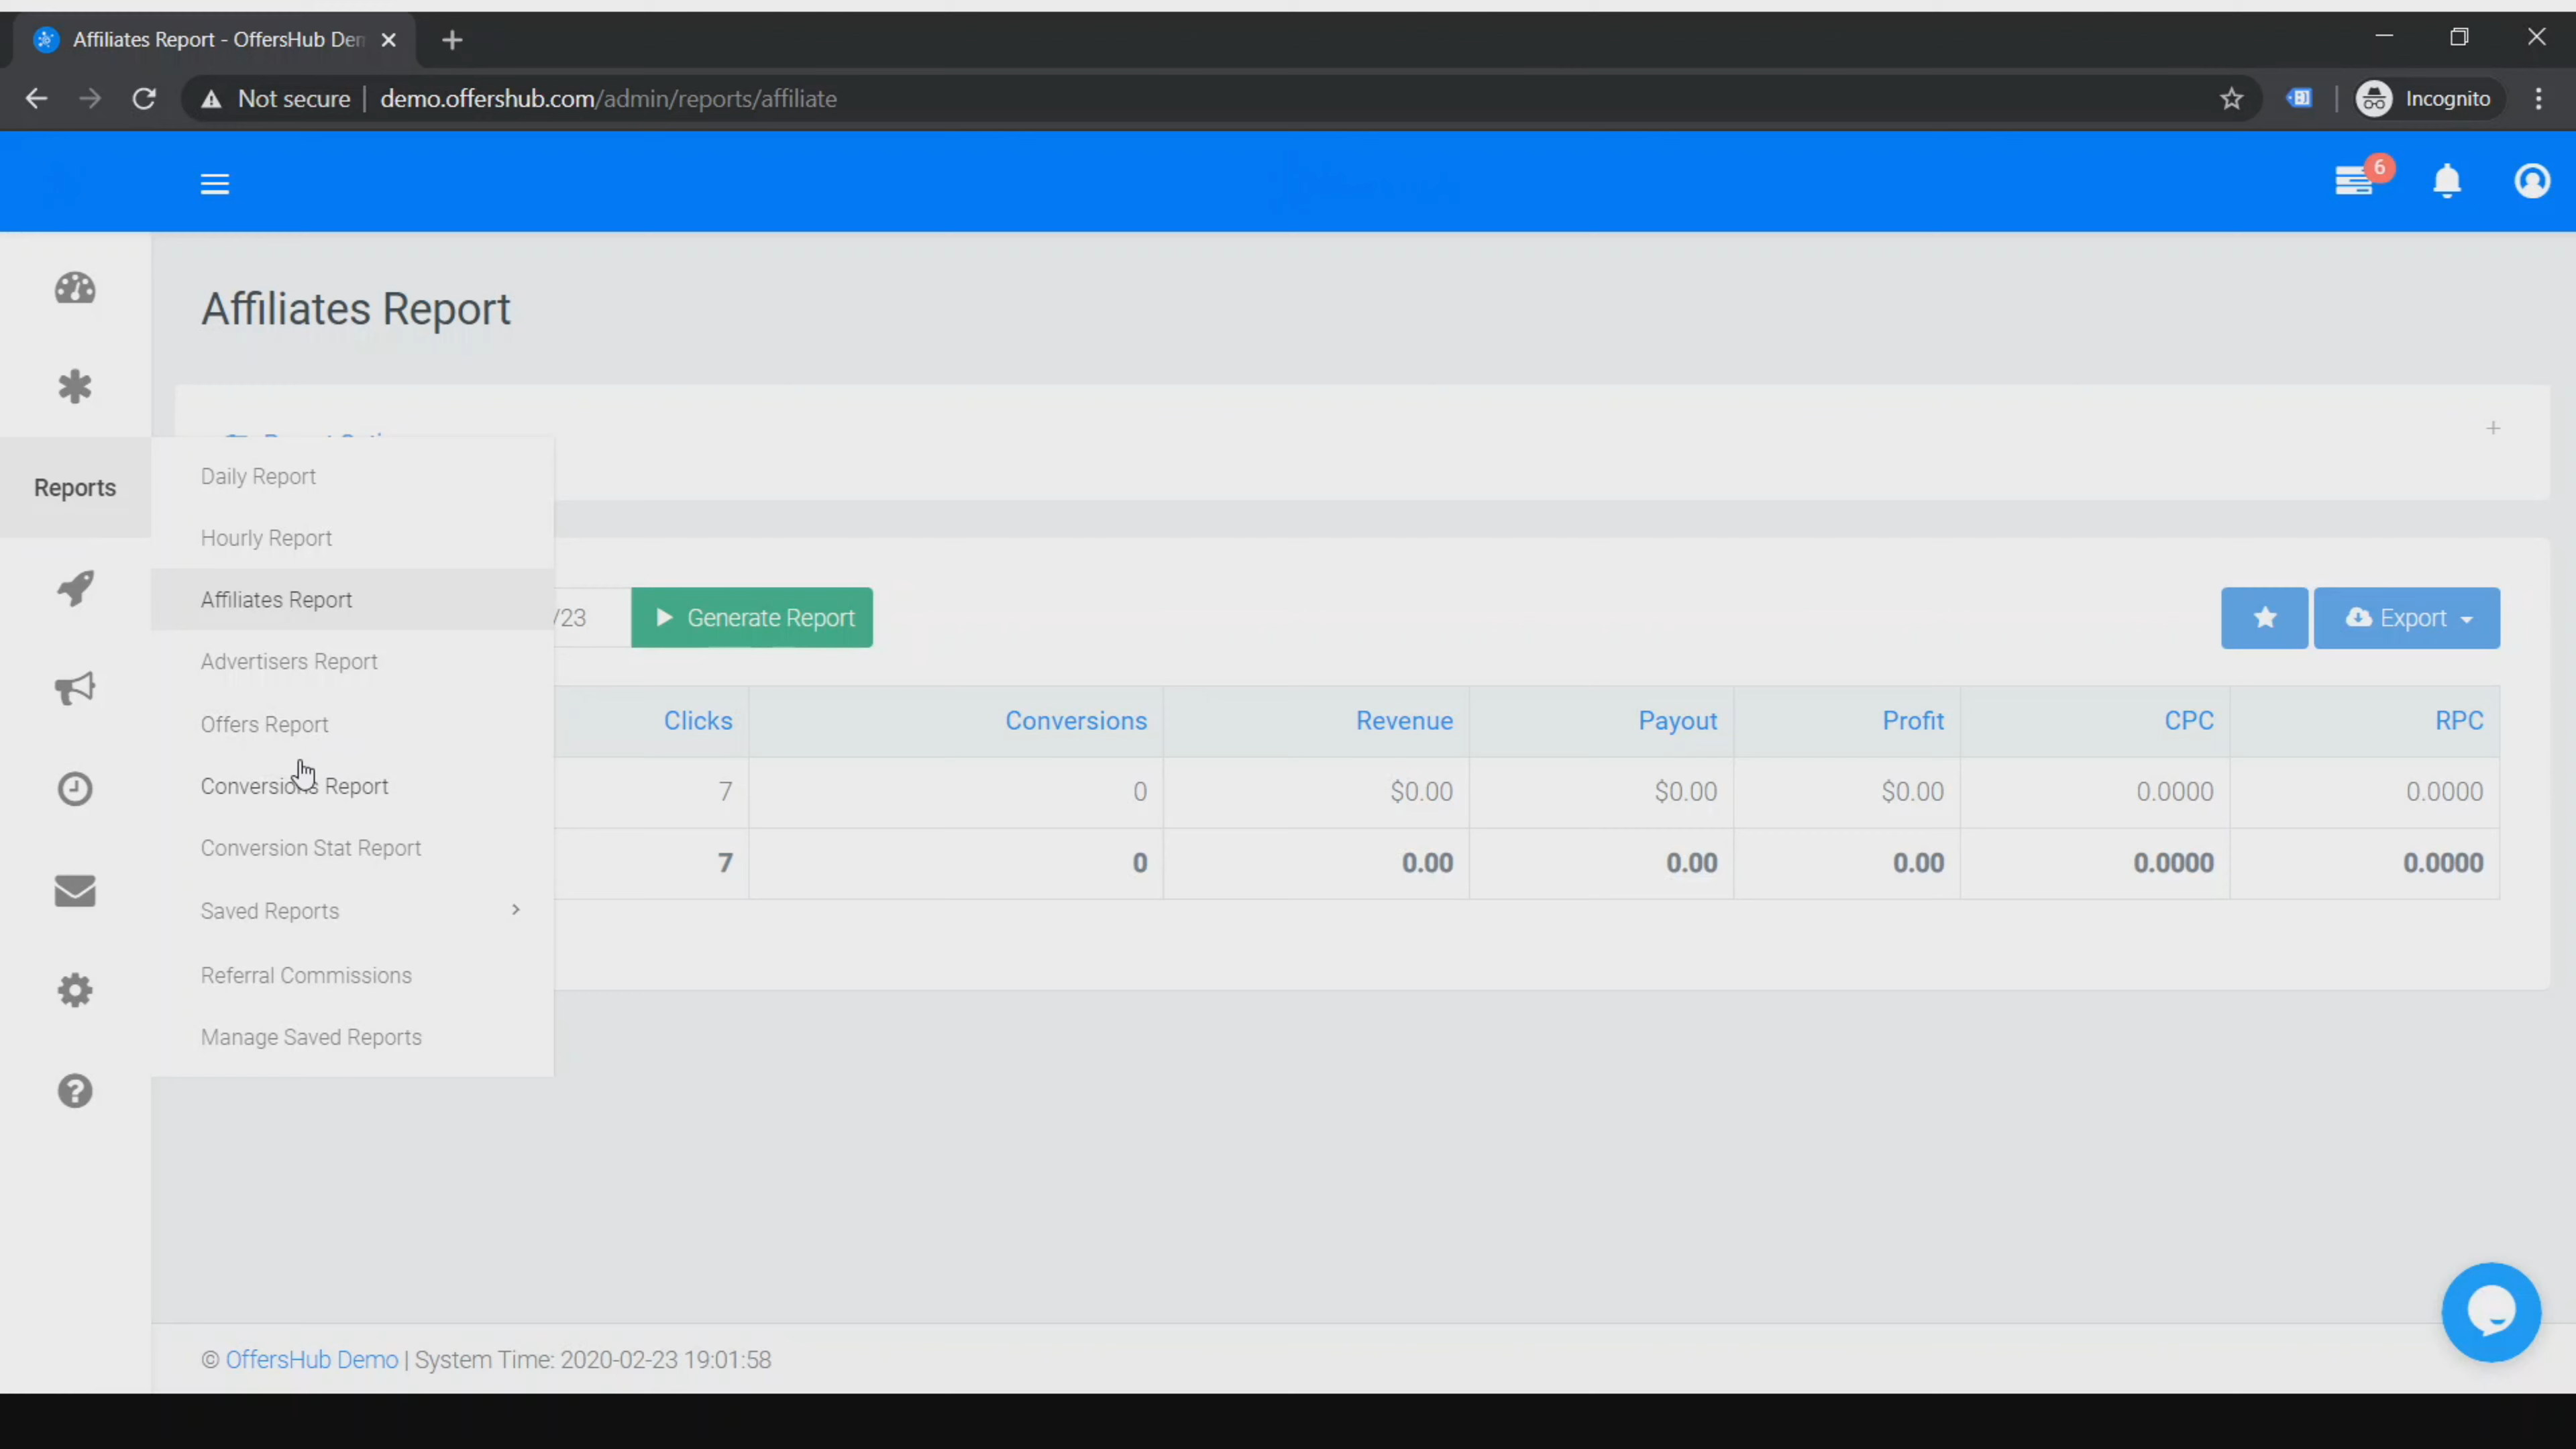 Affiliates Report - OffersHub Den
Not secure | demo.offershub.com/admin/reports/affiliate
Incognito
6
Affiliates Report
+
Reports
Daily Report
Hourly Report
Affiliates Report
Advertisers Report
Offers Report
Conversions Report
Conversion Stat Report
Saved Reports
Referral Commissions
Manage Saved Reports
/23
Generate Report
Export
Clicks Conversions Revenue Payout Profit CPC RPC
7 0 $0.00 $0.00 $0.00 0.0000 0.0000
7 0 0.00 0.00 0.00 0.0000 0.0000
© OffersHub Demo | System Time: 2020-02-23 19:01:58